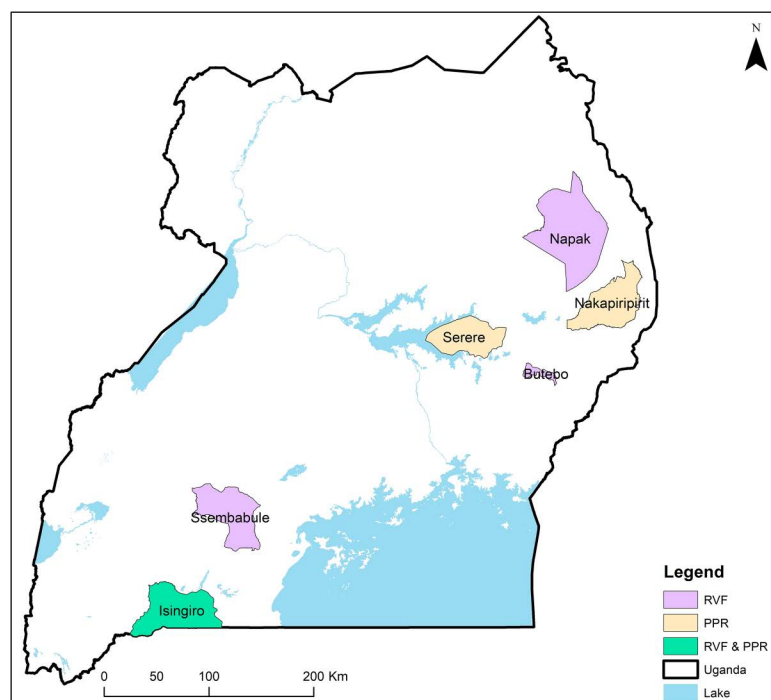 N
Napak
Nakapiripirit
Serere
Butebo
Ssembabule
Isingiro
Legend
RVF
PPR
RVF & PPR
Uganda
Lake
0 50 100 200 Km